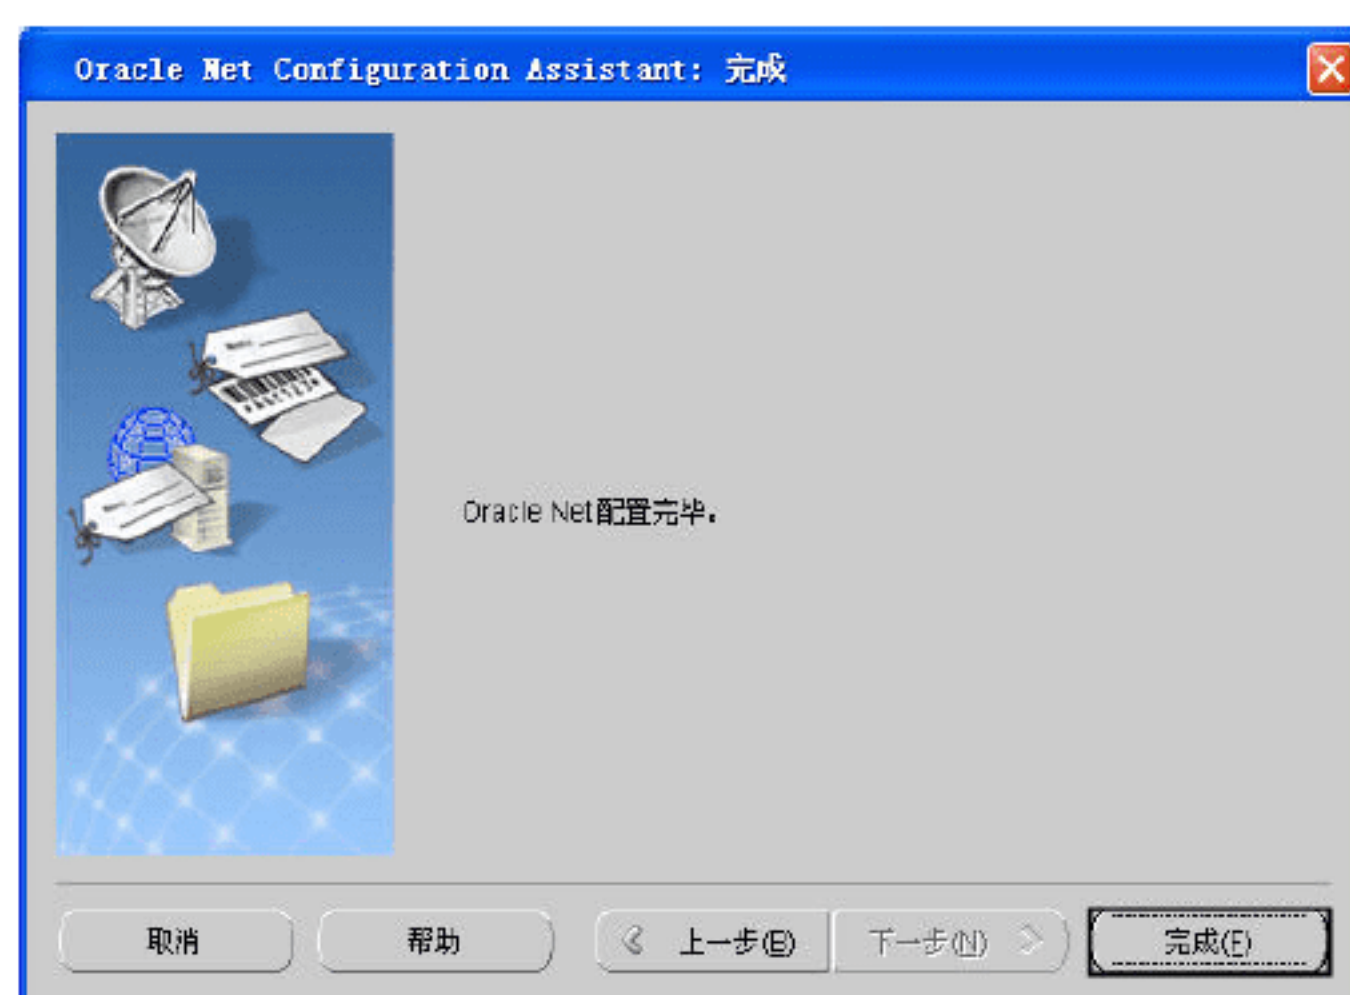 Oracle Net Configuration Assistant: 完成
Oracle Net配置完毕。
取消
帮助
上一步(B)
下一步(N)
完成(F)